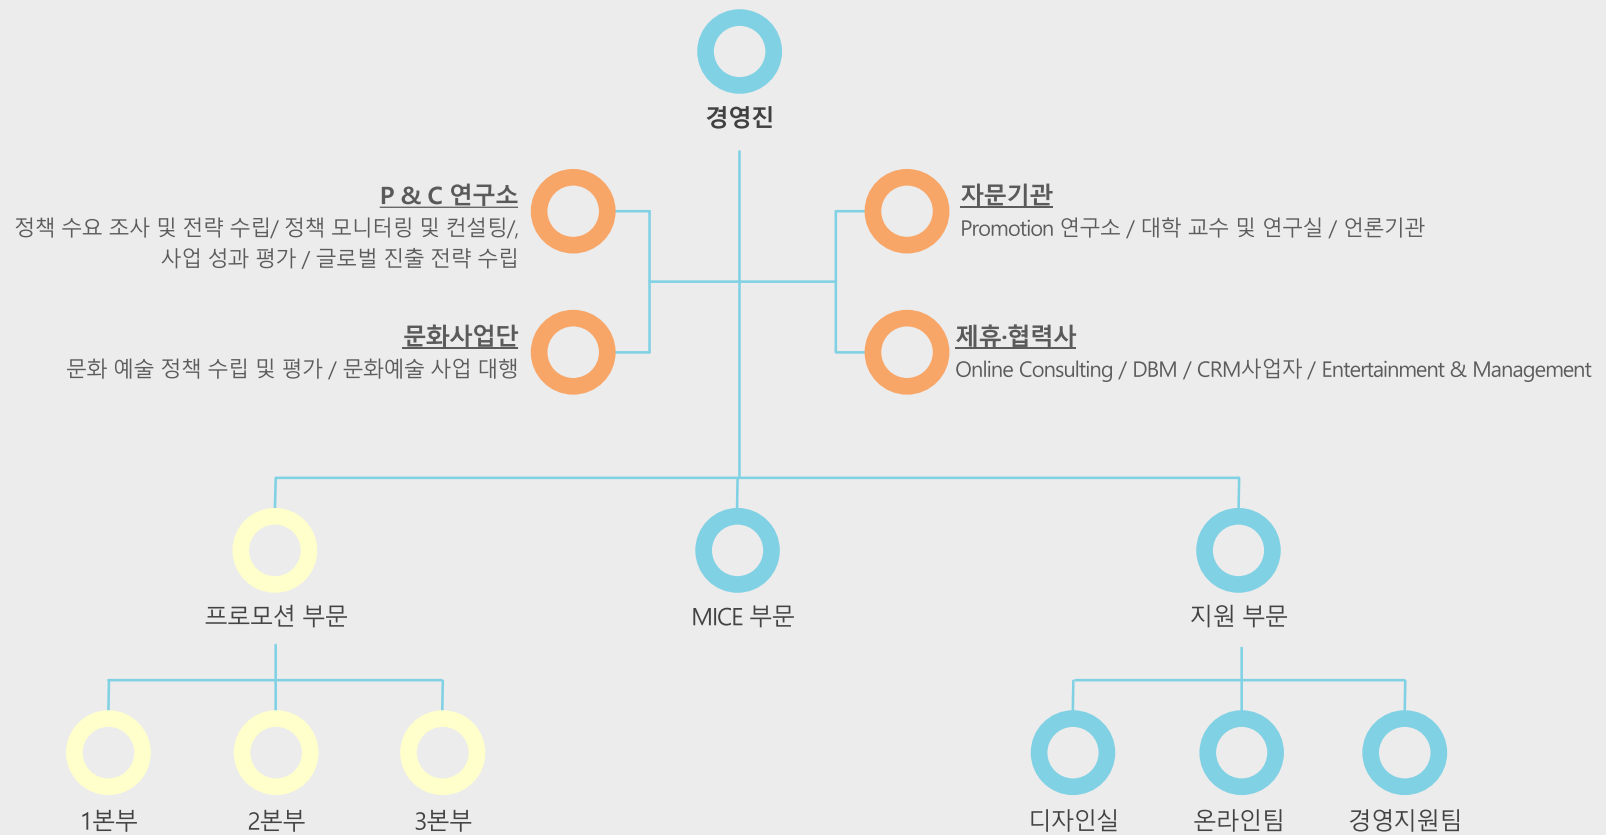 경영진
P & C 연구소
정책 수요 조사 및 전략 수립/ 정책 모니터링 및 컨설팅/,
사업 성과 평가 / 글로벌 진출 전략 수립
자문기관
Promotion 연구소 / 대학 교수 및 연구실 / 언론기관
문화사업단
문화 예술 정책 수립 및 평가 / 문화예술 사업 대행
제휴·협력사
Online Consulting / DBM / CRM사업자 / Entertainment & Management
프로모션 부문
MICE 부문
지원 부문
1본부
2본부
3본부
디자인실
온라인팀
경영지원팀